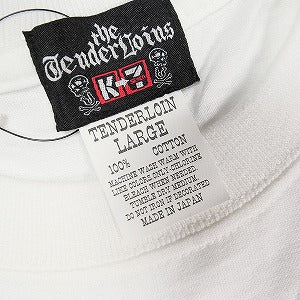 the
Tenderloins
K+7
TENDERLOIN
LARGE
100% COTTON
MACHINE WASH WARM WITH
LIKE COLORS ONLY-CHLORINE
BLEACH WHEN NEEDED.
TUMBLE DRY MEDIUM.
DO NOT IRON IF DECORATED
MADE IN JAPAN